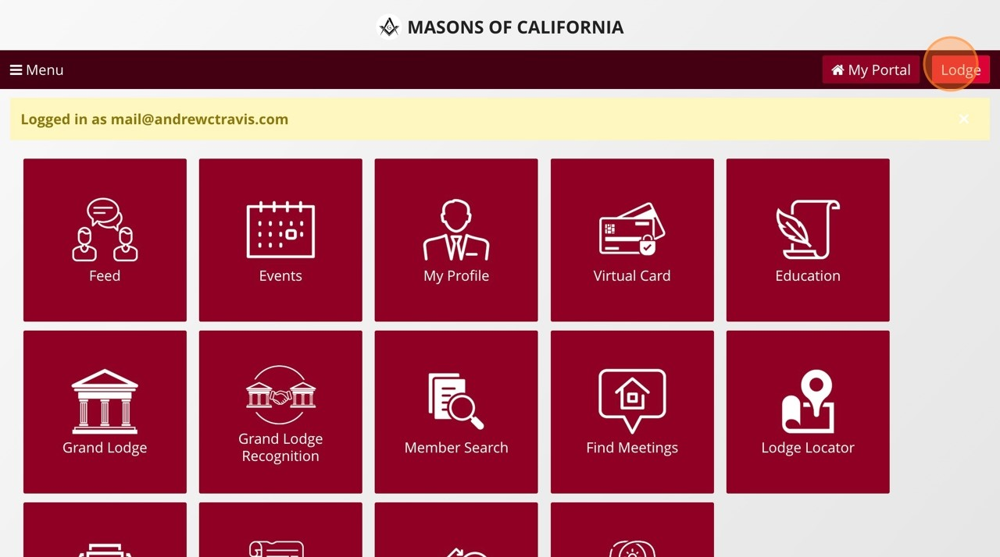 MASONS OF CALIFORNIA
Menu
My Portal
Lodge
Logged in as mail@andrewctravis.com
Feed
Events
My Profile
Virtual Card
Education
Grand Lodge
Grand Lodge
Recognition
Member Search
Find Meetings
Lodge Locator